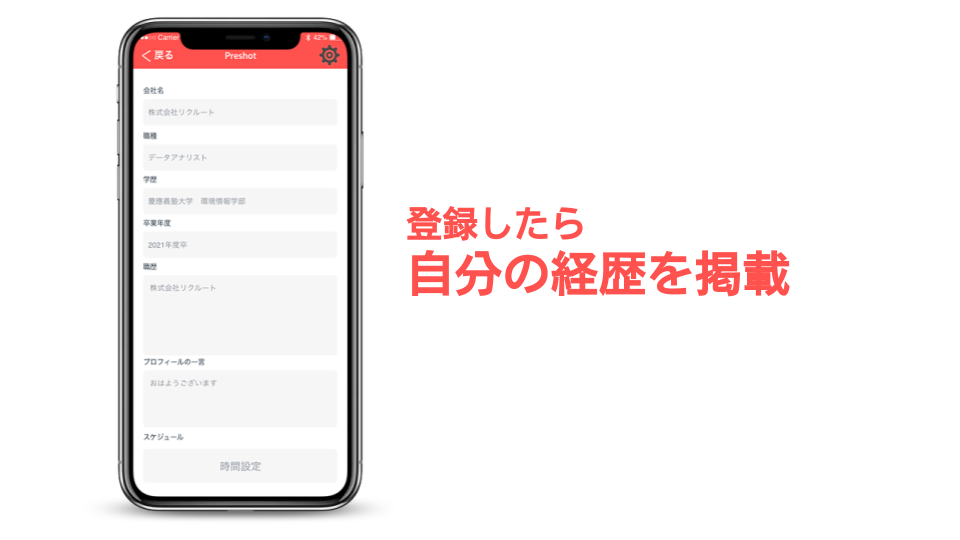 Carrier
42%
戻る
Preshot
会社名
株式会社リクルート
職種
データアナリスト
学歴
慶應義塾大学 環境情報学部
卒業年度
2021年度卒
職歴
株式会社リクルート
プロフィールの一言
おはようございます
スケジュール
時間設定
登録したら
自分の経歴を掲載